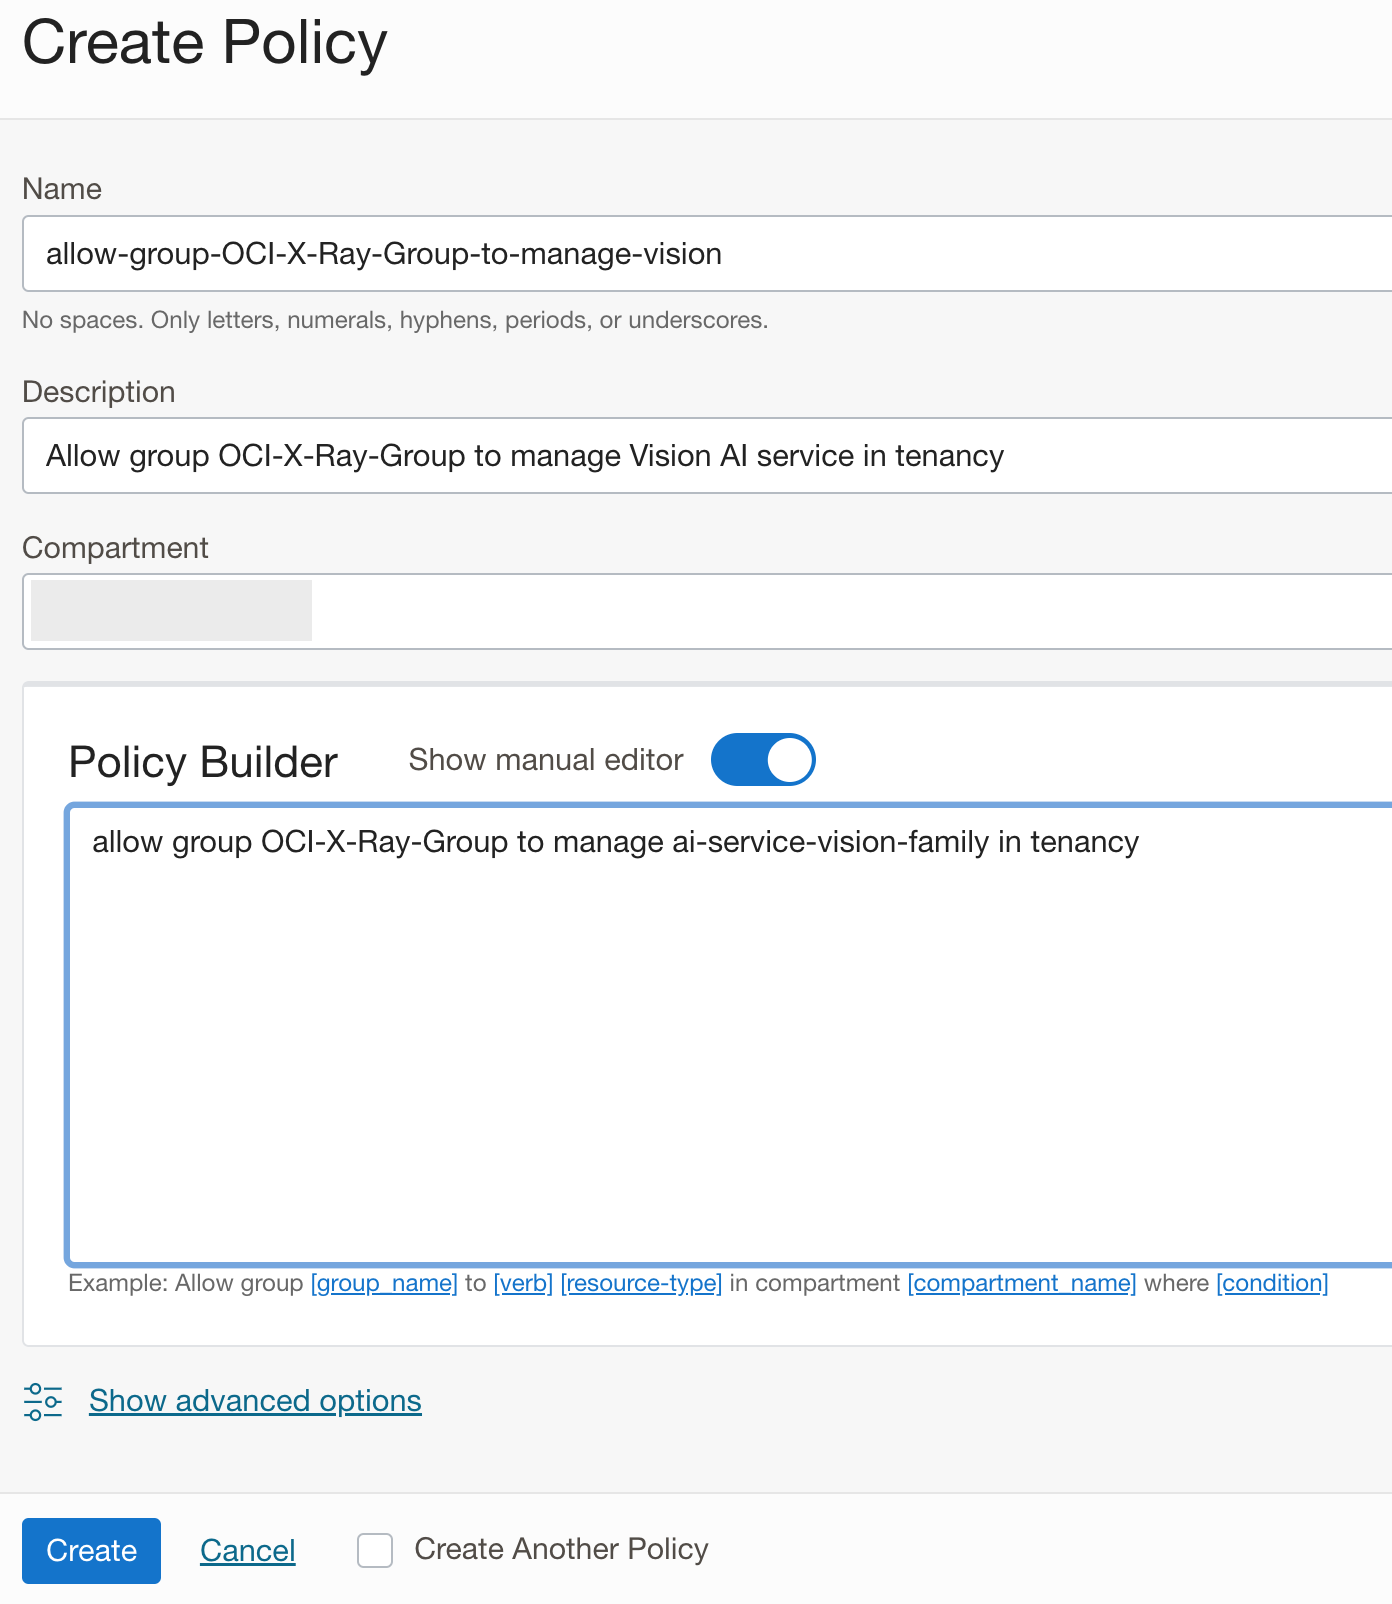 Create Policy
Name
allow-group-OCI-X-Ray-Group-to-manage-vision
No spaces. Only letters, numerals, hyphens, periods, or underscores.
Description
Allow group OCI-X-Ray-Group to manage Vision AI service in tenancy
Compartment
Policy Builder Show manual editor
allow group OCI-X-Ray-Group to manage ai-service-vision-family in tenancy
Example: Allow group [group_name] to [verb] [resource-type] in compartment [compartment_name] where [condition]
Show advanced options
Create Cancel Create Another Policy